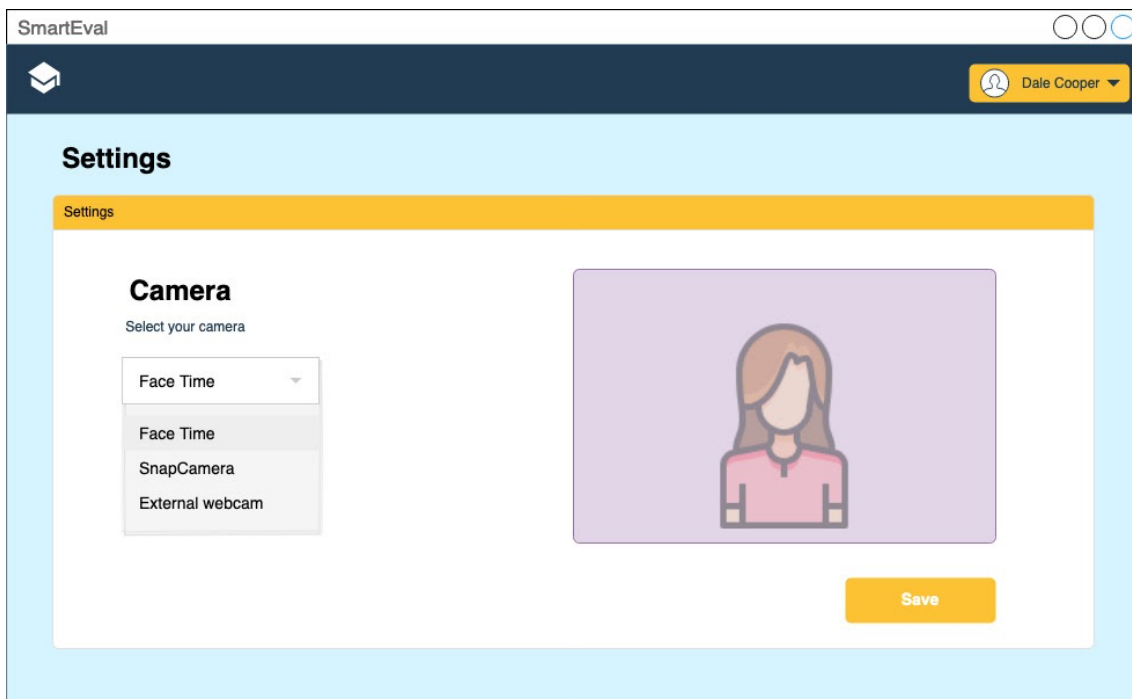 SmartEval
Dale Cooper
Settings
Settings
Camera
Select your camera
Face Time
Face Time
SnapCamera
External webcam
Save